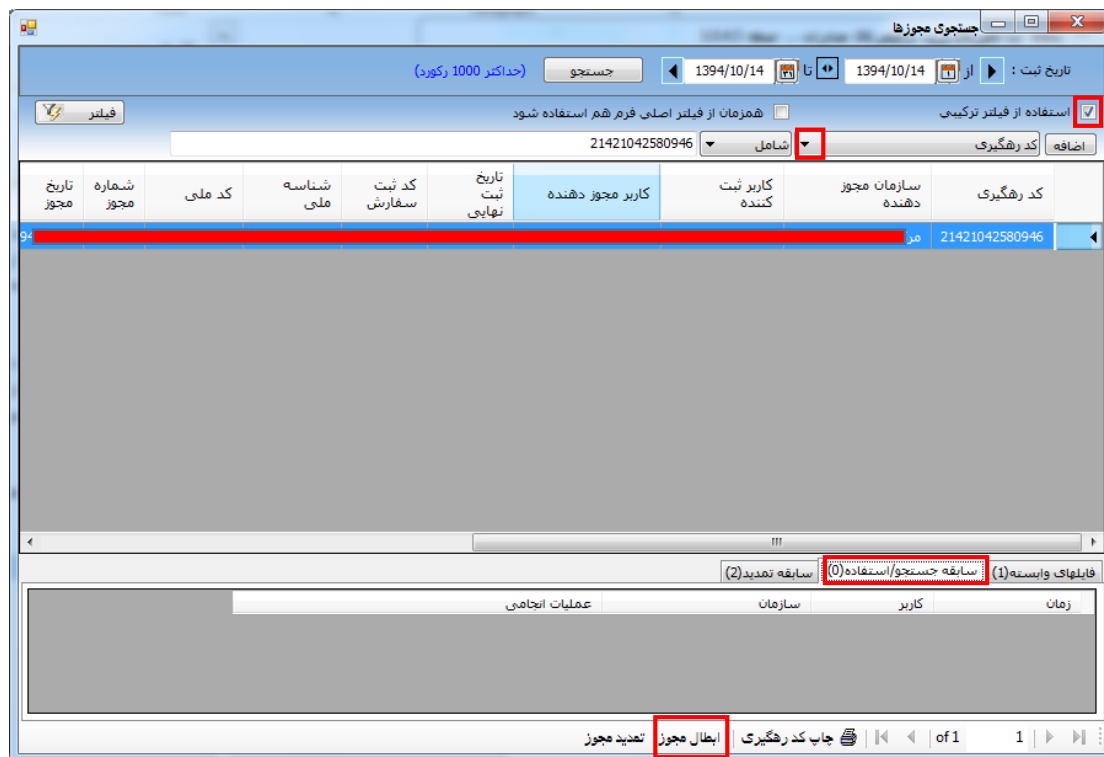 جستجوی مجوزها
تاریخ ثبت : از 1394/10/14 تا 1394/10/14 جستجو (حداکثر 1000 رکورد)
استفاده از فیلتر ترکیبی همزمان از فیلتر اصلی فرم هم استفاده شود فیلتر
اضافه کد رهگیری شامل 21421042580946
کد رهگیری سازمان مجوز دهنده کاربر ثبت کننده کاربر مجوز دهنده تاریخ ثبت نهایی کد ثبت سفارش شناسه ملی کد ملی شماره مجوز تاریخ مجوز
21421042580946 مر 94
فایلهای وابسته(1) سابقه جستجو/استفاده(0) سابقه تمدید(2)
زمان کاربر سازمان عملیات انجامی
1 of 1 چاپ کد رهگیری ابطال مجوز تمدید مجوز